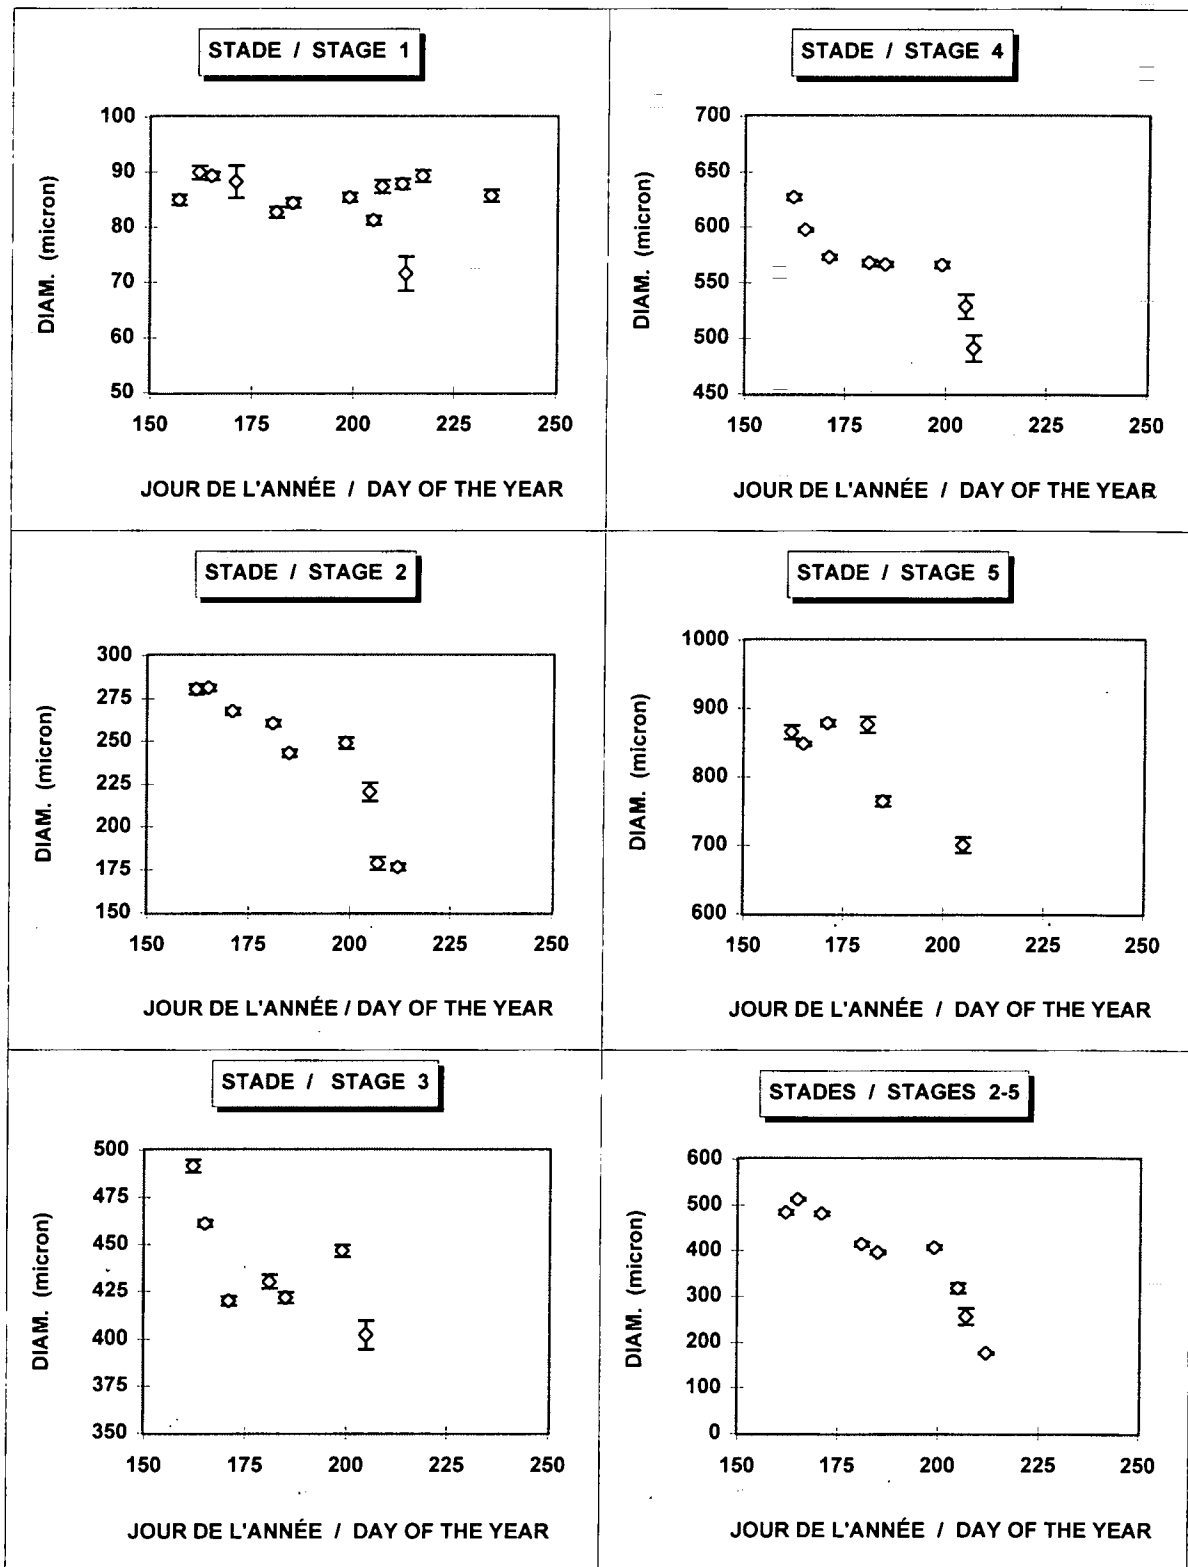 STADE / STAGE 1
100
90
80
70
60
50
DIAM. (micron)
150 175 200 225 250
JOUR DE L'ANNÉE / DAY OF THE YEAR
STADE / STAGE 4
700
650
600
550
500
450
DIAM. (micron)
150 175 200 225 250
JOUR DE L'ANNÉE / DAY OF THE YEAR
STADE / STAGE 2
300
275
250
225
200
175
150
DIAM. (micron)
150 175 200 225 250
JOUR DE L'ANNÉE / DAY OF THE YEAR
STADE / STAGE 5
1000
900
800
700
600
DIAM. (micron)
150 175 200 225 250
JOUR DE L'ANNÉE / DAY OF THE YEAR
STADE / STAGE 3
500
475
450
425
400
375
350
DIAM. (micron)
150 175 200 225 250
JOUR DE L'ANNÉE / DAY OF THE YEAR
STADES / STAGES 2-5
600
500
400
300
200
100
0
DIAM. (micron)
150 175 200 225 250
JOUR DE L'ANNÉE / DAY OF THE YEAR